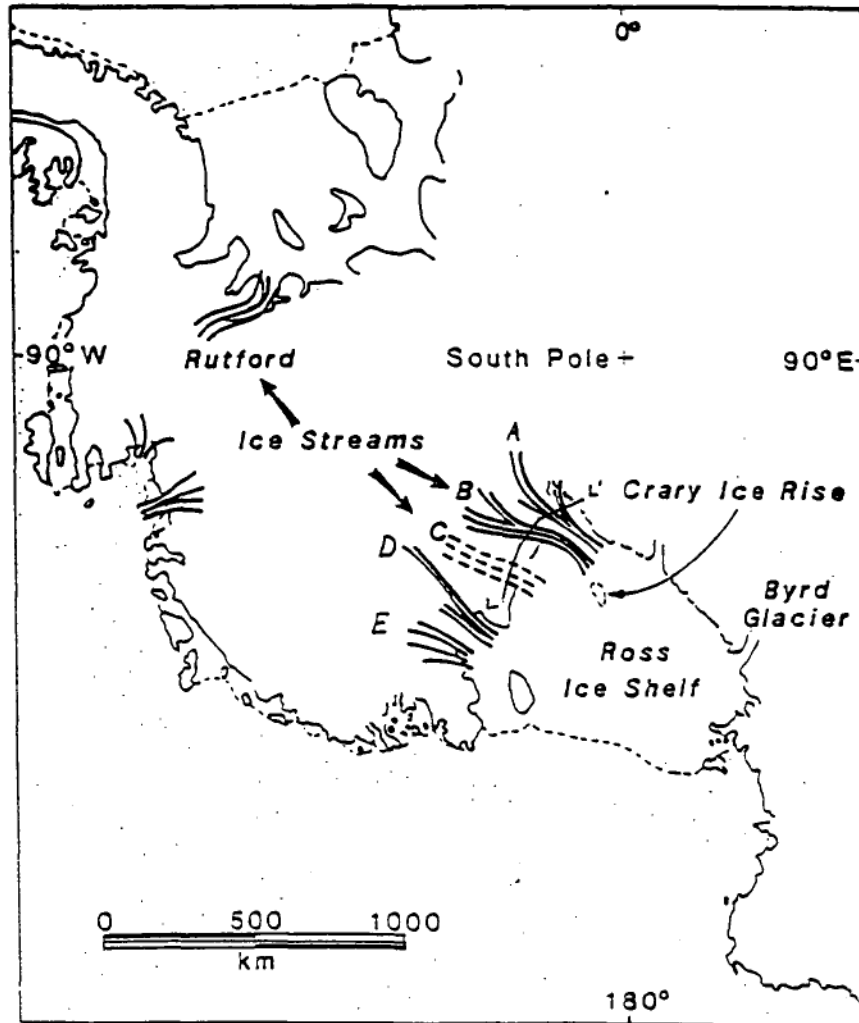 0°
90° W
Rutford
South Pole
90°E
Ice Streams
A
B
L'
Crary Ice Rise
C
D
L
Byrd
Glacier
E
Ross
Ice Shelf
0 500 1000
km
180°